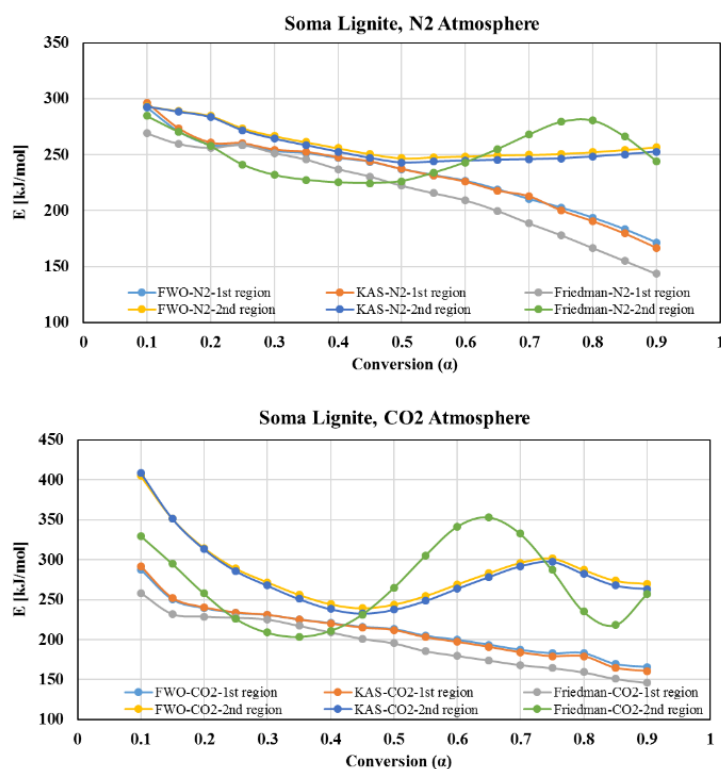 Soma Lignite, N2 Atmosphere
350
300
250
200
150
100
E [kJ/mol]
FWO-N2-1st region KAS-N2-1st region Friedman-N2-1st region
FWO-N2-2nd region KAS-N2-2nd region Friedman-N2-2nd region
0 0.1 0.2 0.3 0.4 0.5 0.6 0.7 0.8 0.9 1
Conversion (α)
Soma Lignite, CO2 Atmosphere
450
400
350
300
250
200
150
100
E [kJ/mol]
FWO-CO2-1st region KAS-CO2-1st region Friedman-CO2-1st region
FWO-CO2-2nd region KAS-CO2-2nd region Friedman-CO2-2nd region
0 0.1 0.2 0.3 0.4 0.5 0.6 0.7 0.8 0.9 1
Conversion (α)